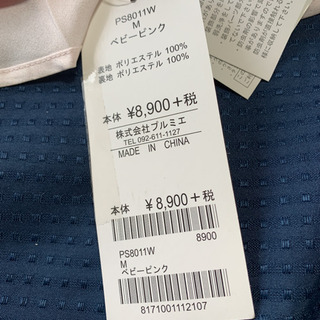 PS8011W
M
ベビーピンク
表地 ポリエステル 100%
裏地 ポリエステル 100%
本体 ¥8,900+税
株式会社プルミエ
TEL 092-611-1127
MADE IN CHINA
本体 ¥8,900+税
PS8011W
8900
M
ベビーピンク
8171001112107